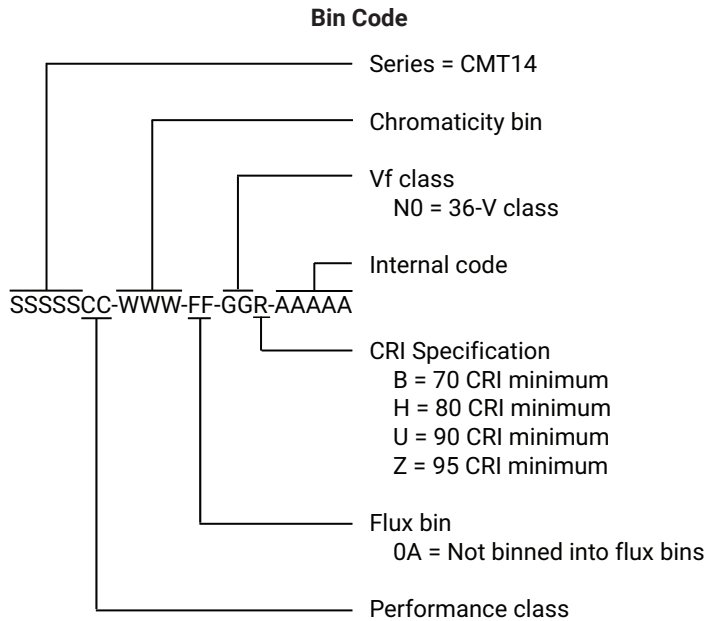 Bin Code
Series = CMT14
Chromaticity bin
Vf class
N0 = 36-V class
Internal code
SSSSSCC-WWW-FF-GGR-AAAAA
CRI Specification
B = 70 CRI minimum
H = 80 CRI minimum
U = 90 CRI minimum
Z = 95 CRI minimum
Flux bin
0A = Not binned into flux bins
Performance class